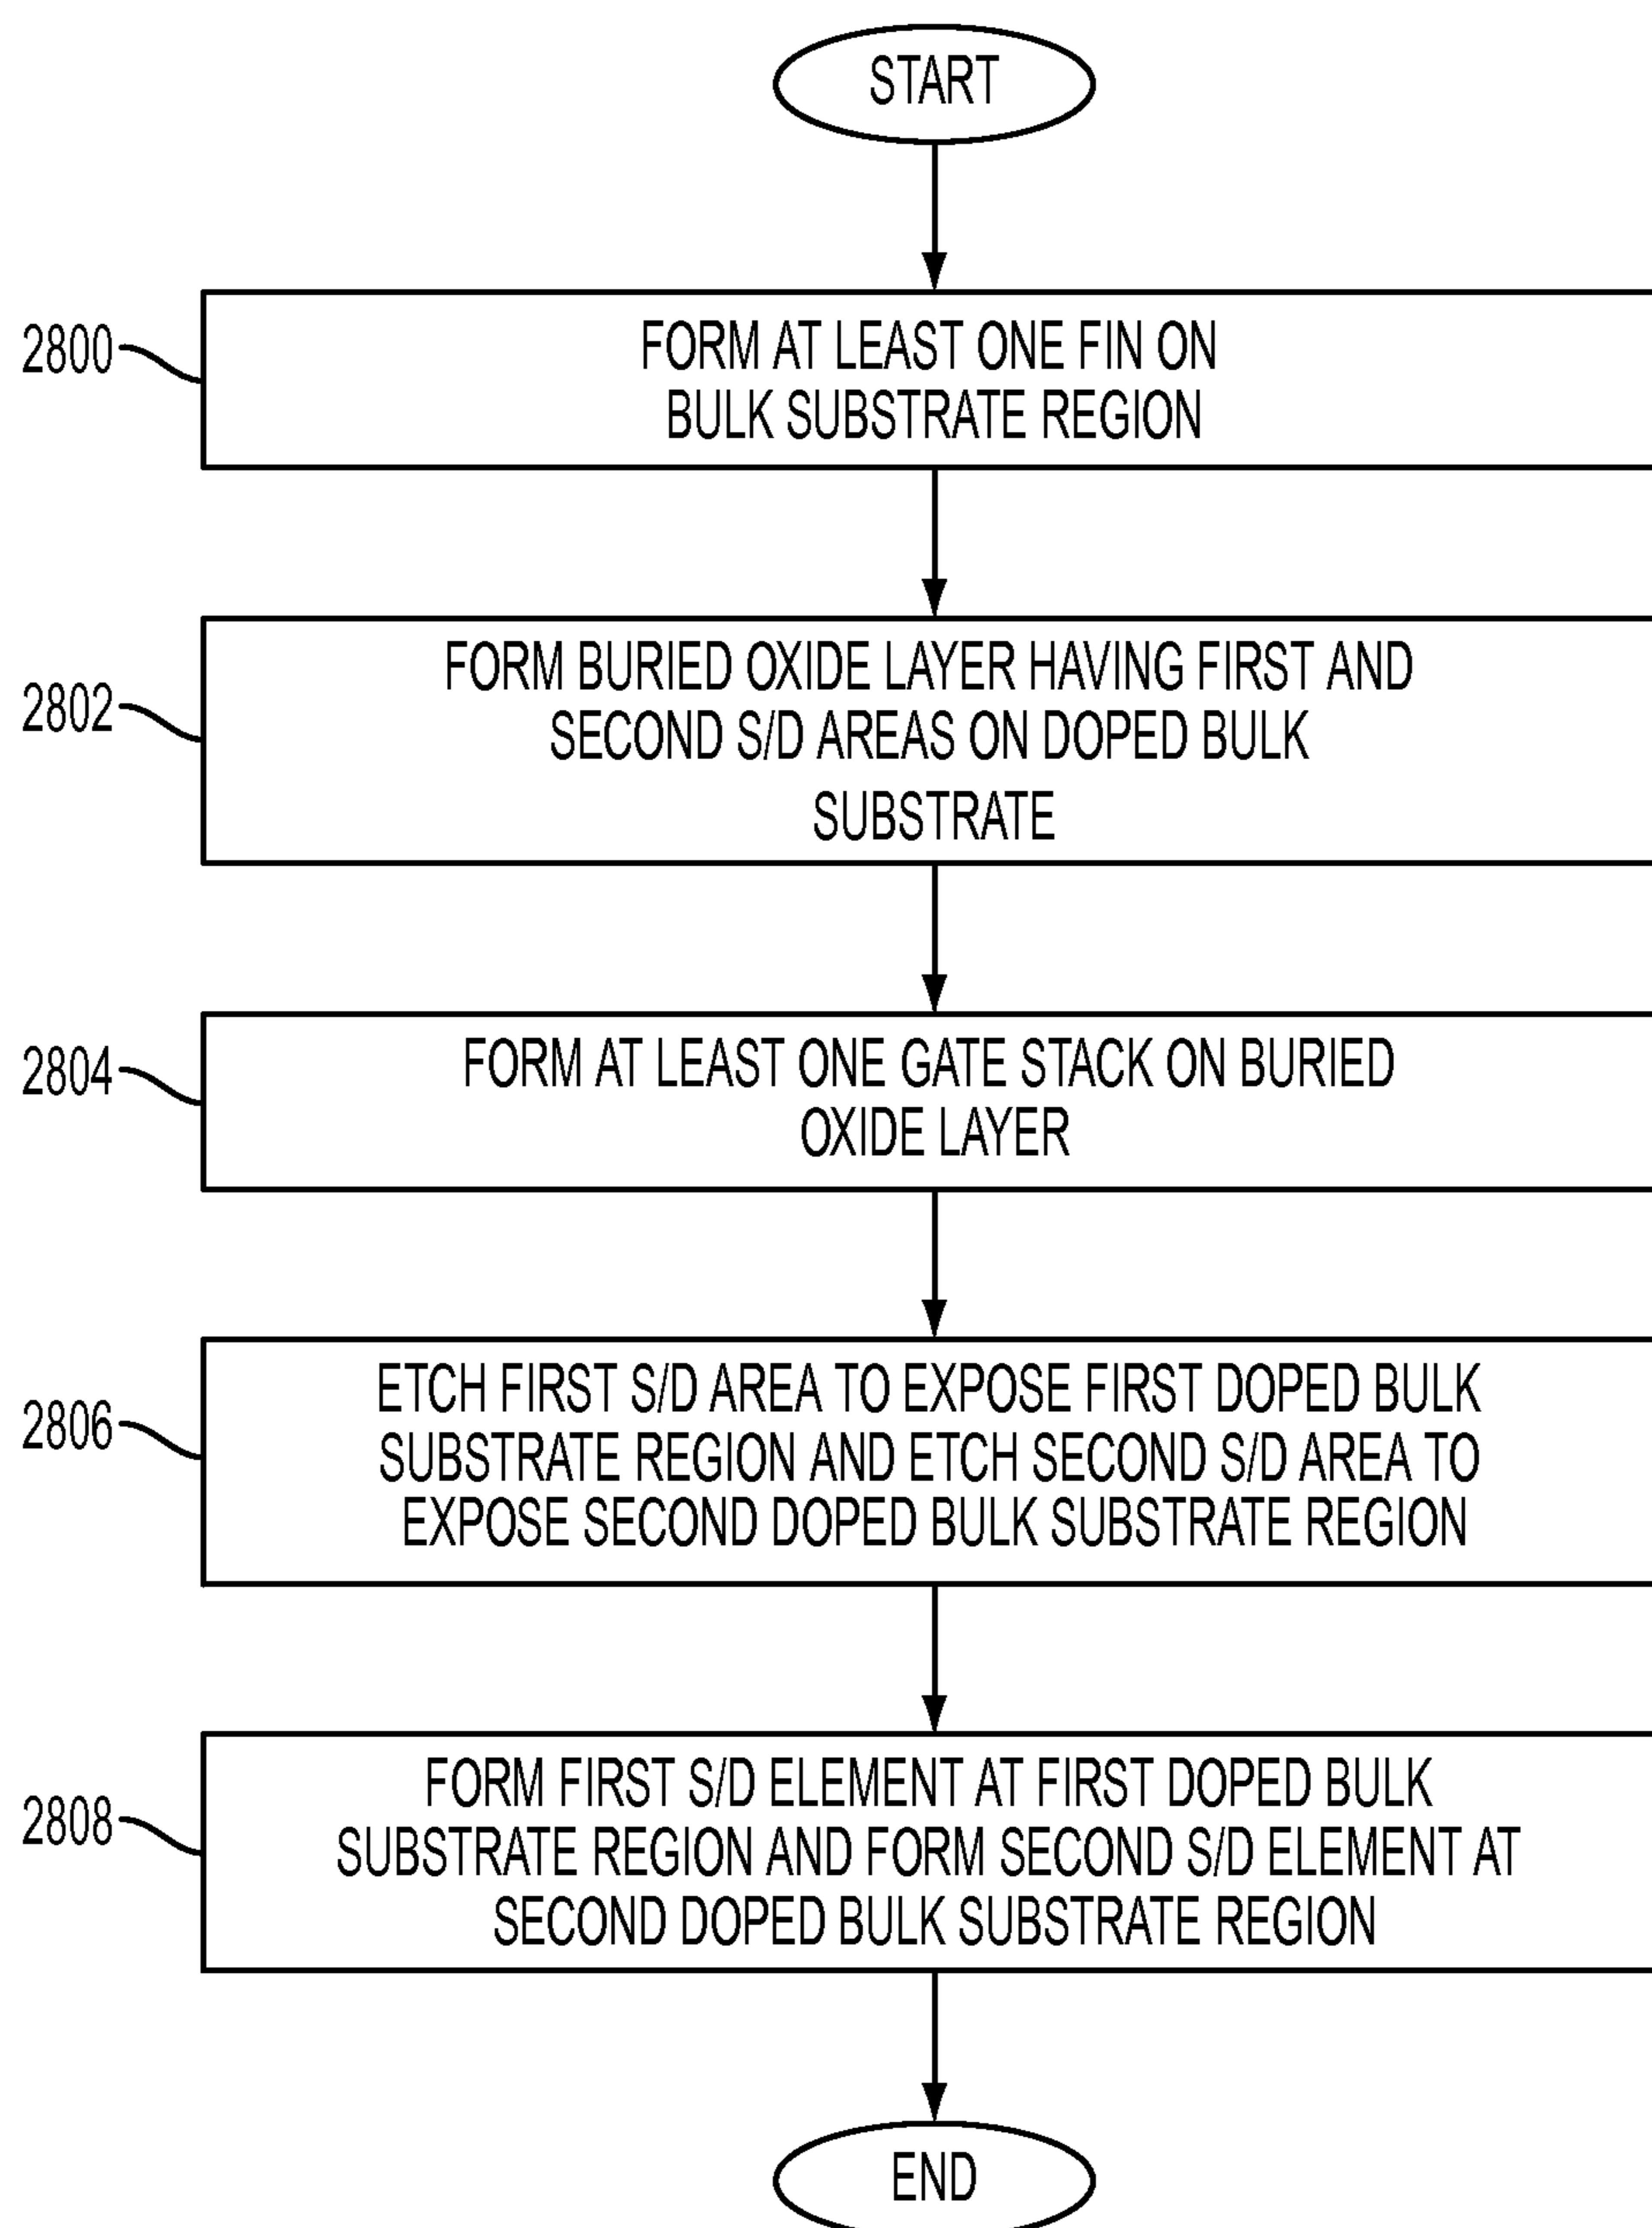 START
2800
FORM AT LEAST ONE FIN ON
BULK SUBSTRATE REGION
2802
FORM BURIED OXIDE LAYER HAVING FIRST AND
SECOND S/D AREAS ON DOPED BULK
SUBSTRATE
2804
FORM AT LEAST ONE GATE STACK ON BURIED
OXIDE LAYER
2806
ETCH FIRST S/D AREA TO EXPOSE FIRST DOPED BULK
SUBSTRATE REGION AND ETCH SECOND S/D AREA TO
EXPOSE SECOND DOPED BULK SUBSTRATE REGION
2808
FORM FIRST S/D ELEMENT AT FIRST DOPED BULK
SUBSTRATE REGION AND FORM SECOND S/D ELEMENT AT
SECOND DOPED BULK SUBSTRATE REGION
END